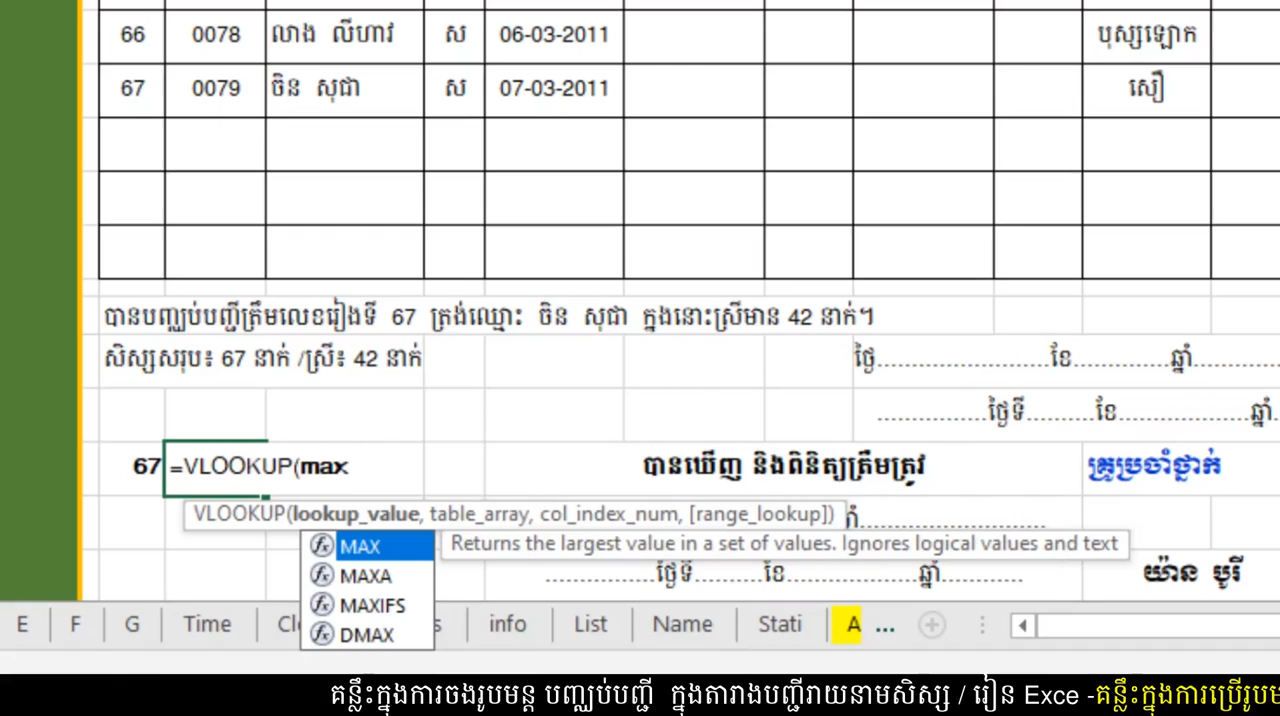 66 0078 លាង លីហាវ ស 06-03-2011 បុស្សឡោក
67 0079 ចិន សុជា ស 07-03-2011 សឿ
បានបញ្ឈប់បញ្ជីត្រឹមលេខរៀងទី 67 ត្រង់ឈ្មោះ ចិន សុជា ក្នុងនោះស្រីមាន 42 នាក់។
សិស្សសរុប៖ 67 នាក់ /ស្រី៖ 42 នាក់ ថ្ងៃ..............................ខែ....................ឆ្នាំ..............
...................ថ្ងៃទី...........ខែ.......................ឆ្នាំ
67 =VLOOKUP(max បានឃើញ និងពិនិត្យត្រឹមត្រូវ គ្រូប្រចាំថ្នាក់
VLOOKUP(lookup_value, table_array, col_index_num, [range_lookup])
MAX Returns the largest value in a set of values. Ignores logical values and text
MAXA ...................ថ្ងៃទី...........ខែ.......................ឆ្នាំ.................. យ៉ាន បូរី
MAXIFS
DMAX
E F G Time info List Name Stati A ...
គន្លឹះក្នុងការចងរូបមន្ត បញ្ឈប់បញ្ជី ក្នុងតារាងបញ្ជីរាយនាមសិស្ស / រៀន Exce -គន្លឹះក្នុងការប្រើរូបម